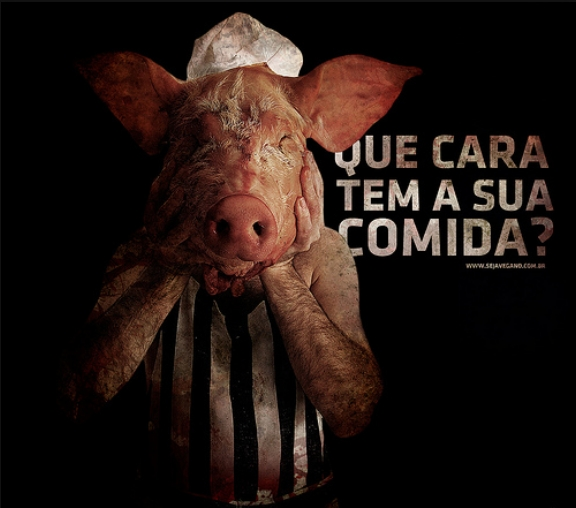 QUE CARA
TEM A SUA
COMIDA?
WWW.SEJAVEGANO.COM.BR